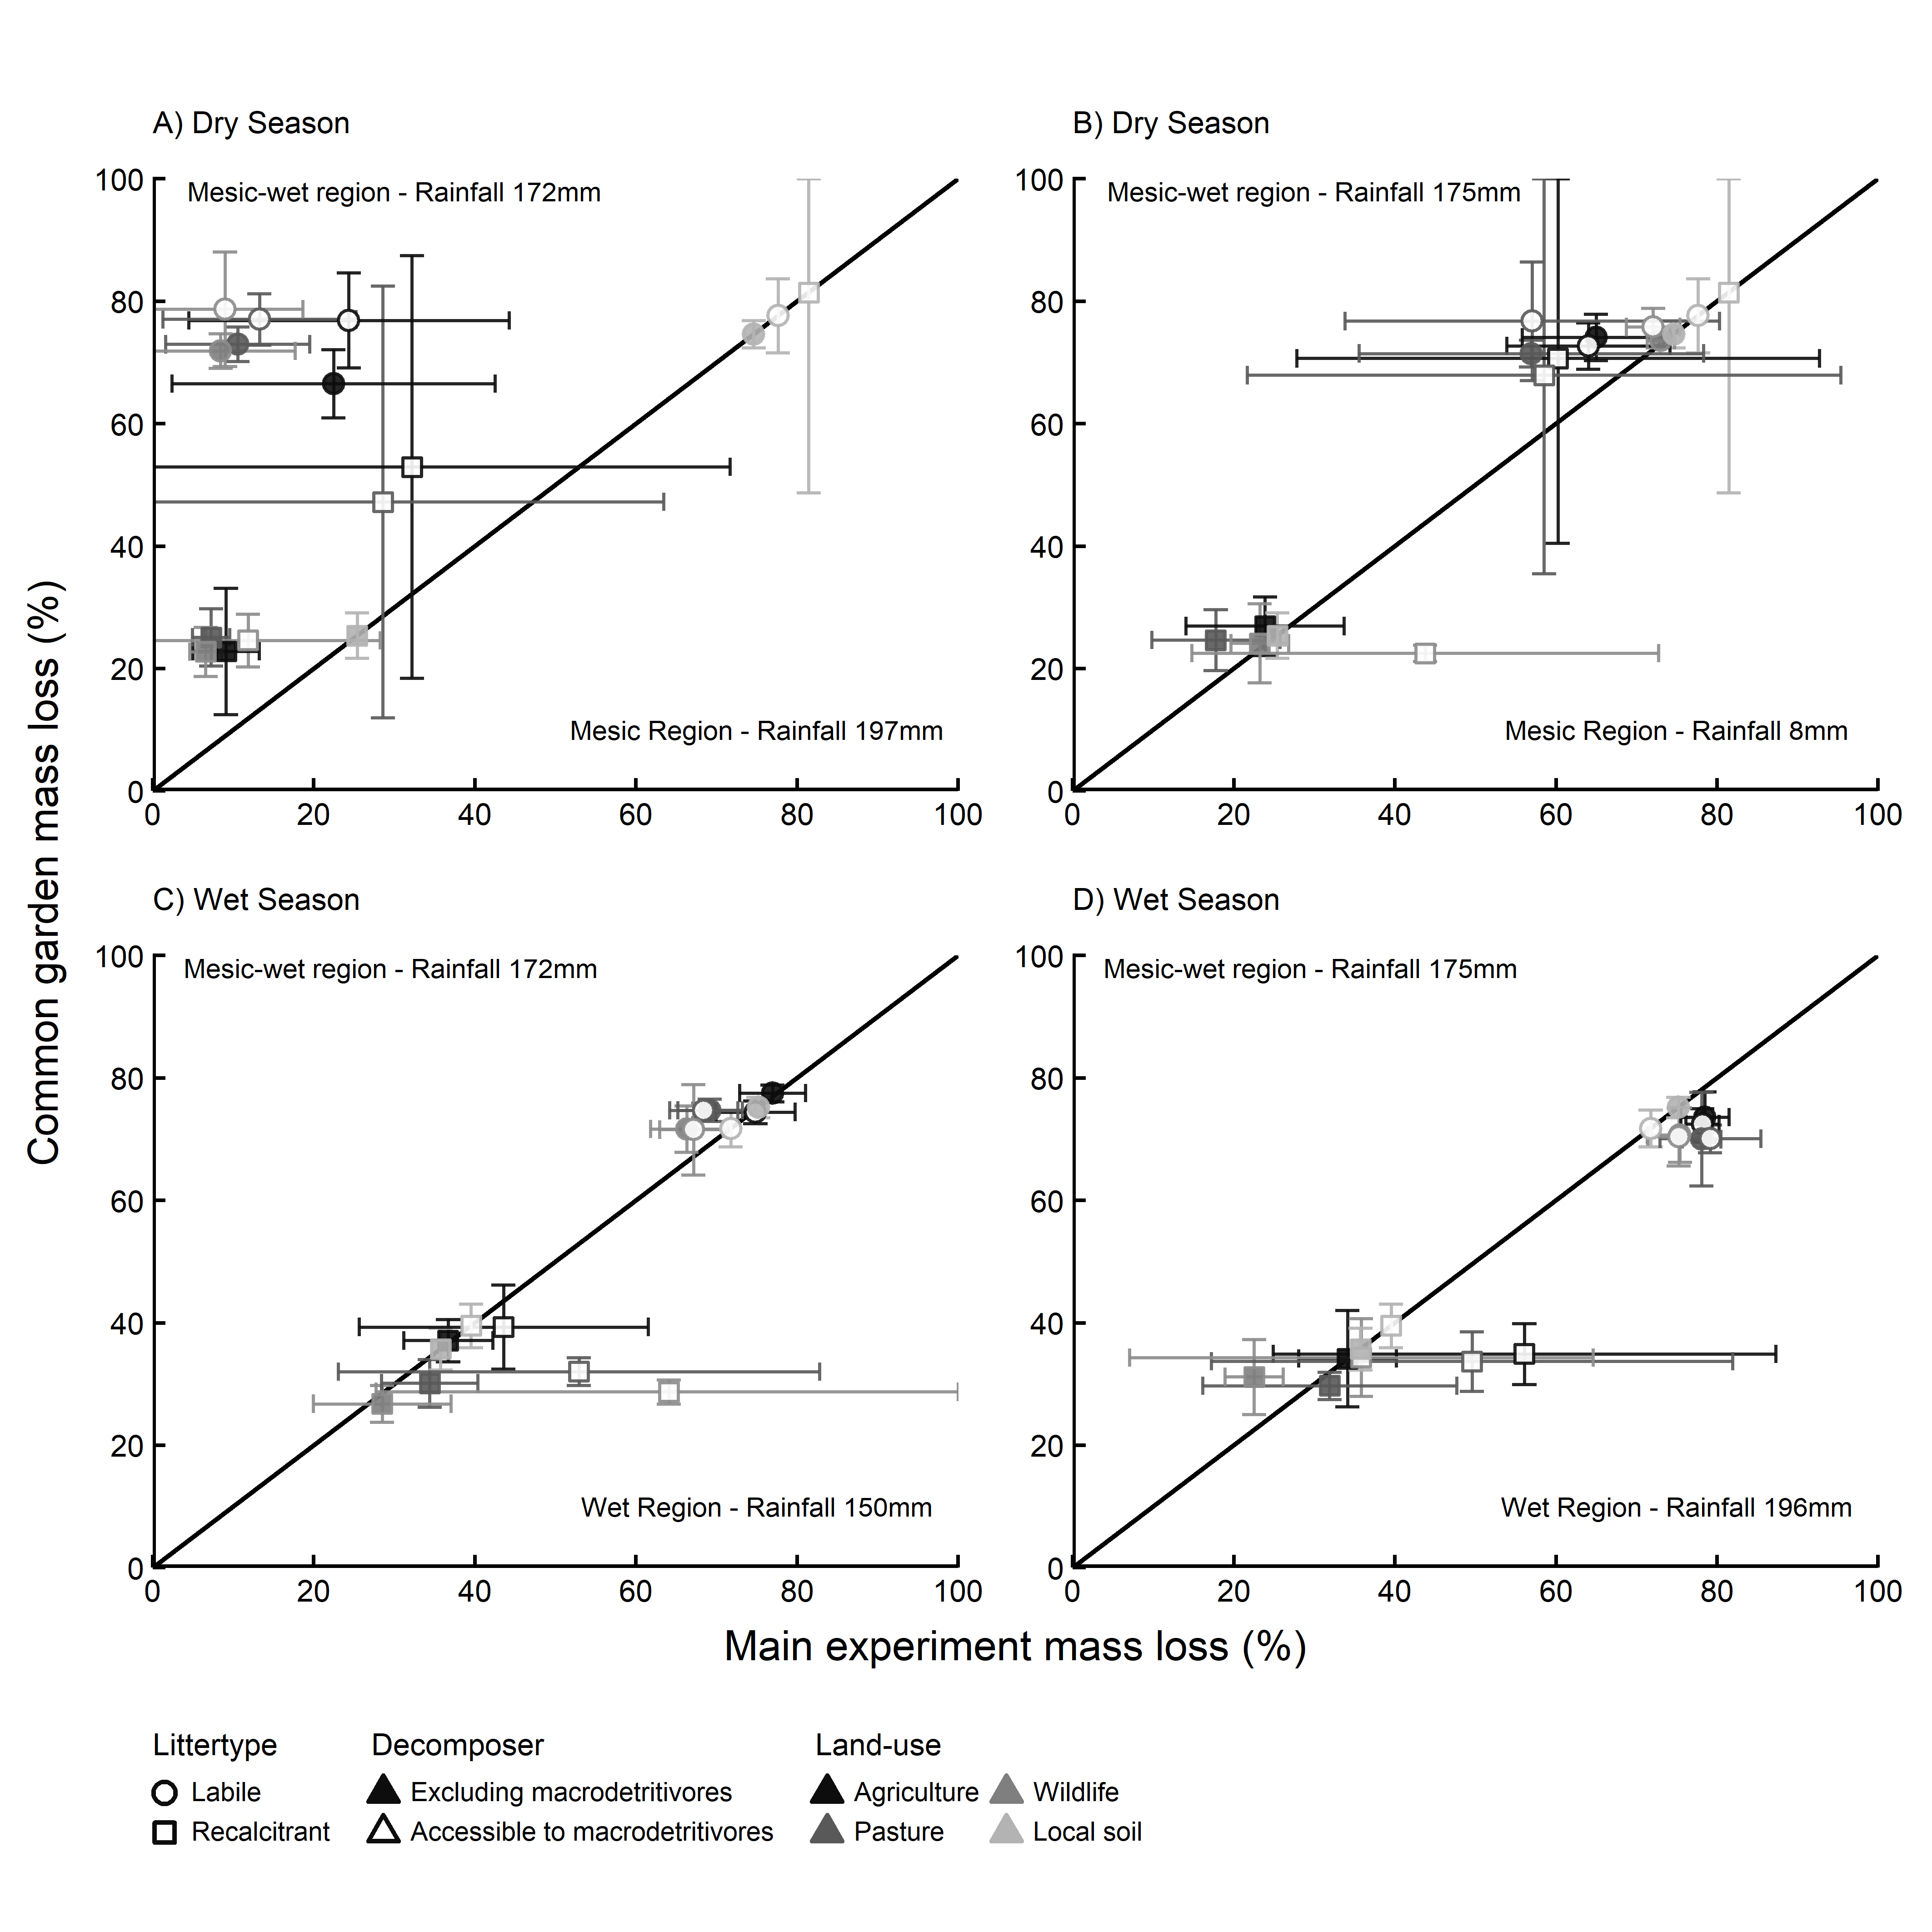 A) Dry Season
B) Dry Season
Mesic-wet region - Rainfall 172mm
Mesic-wet region - Rainfall 175mm
100
80
60
40
20
0
100
80
60
40
20
0
Mesic Region - Rainfall 197mm
Mesic Region - Rainfall 8mm
0 20 40 60 80 100
0 20 40 60 80 100
Common garden mass loss (%)
C) Wet Season
D) Wet Season
Mesic-wet region - Rainfall 172mm
Mesic-wet region - Rainfall 175mm
100
80
60
40
20
0
100
80
60
40
20
0
Wet Region - Rainfall 150mm
Wet Region - Rainfall 196mm
0 20 40 60 80 100
0 20 40 60 80 100
Main experiment mass loss (%)
Littertype
Labile
Recalcitrant
Decomposer
Excluding macrodetritivores
Accessible to macrodetritivores
Land-use
Agriculture
Pasture
Wildlife
Local soil